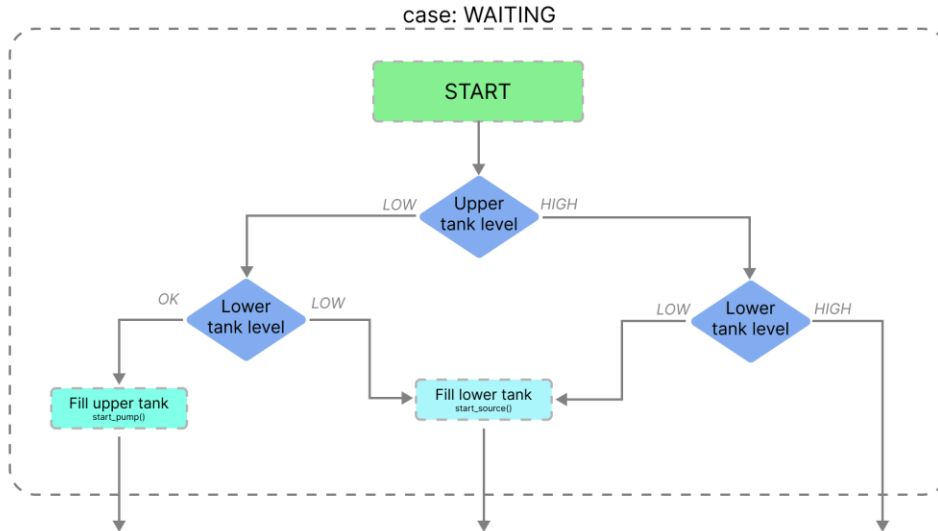 case: WAITING
START
Upper
tank level
LOW
HIGH
Lower
tank level
OK
LOW
Lower
tank level
LOW
HIGH
Fill upper tank
start_pump()
Fill lower tank
start_source()